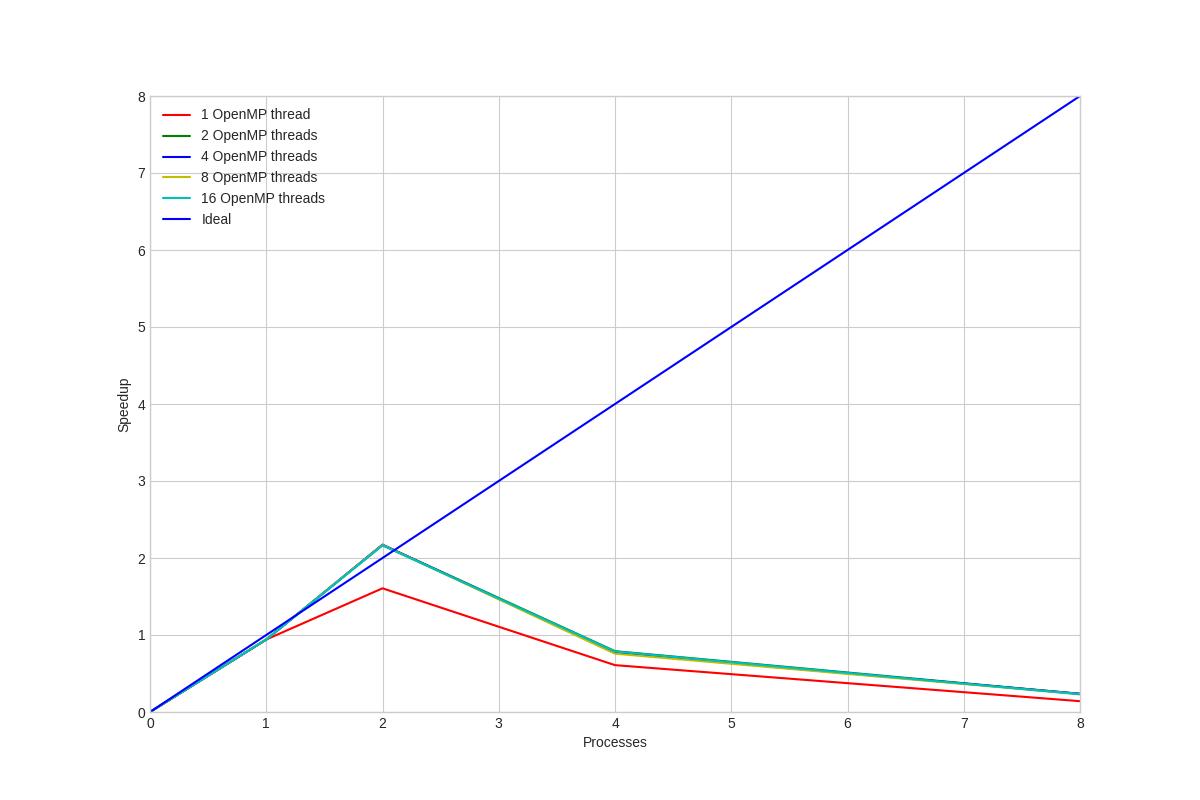 8
1 OpenMP thread
2 OpenMP threads
4 OpenMP threads
7
8 OpenMP threads
16 OpenMP threads
Ideal
6
5
4
Speedup
3
2
1
0
0 1 2 3 4 5 6 7 8
Processes